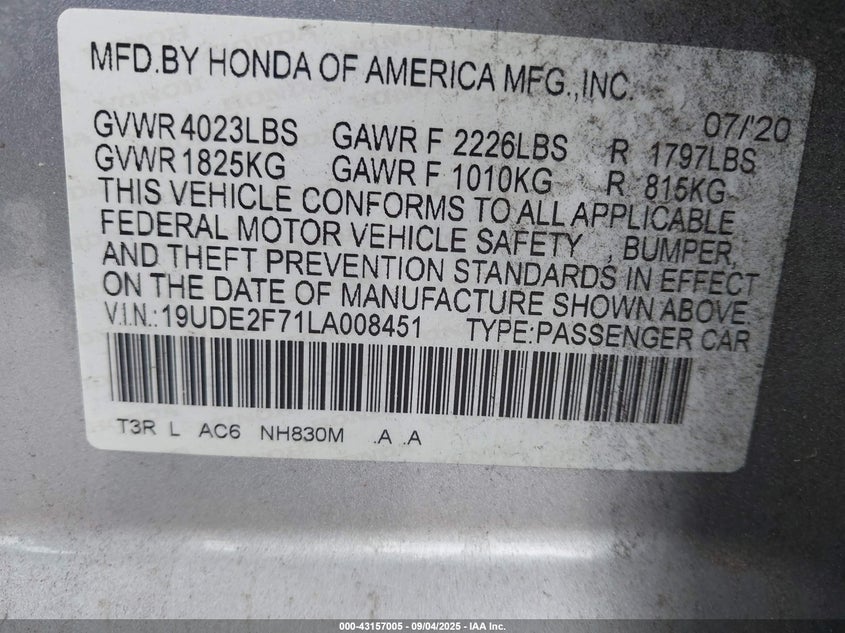 MFD.BY HONDA OF AMERICA MFG.,INC.
07/'20
GVWR 4023LBS GAWR F 2226LBS R 1797LBS
GVWR 1825KG GAWR F 1010KG R 815KG
THIS VEHICLE CONFORMS TO ALL APPLICABLE
FEDERAL MOTOR VEHICLE SAFETY , BUMPER,
AND THEFT PREVENTION STANDARDS IN EFFECT
ON THE DATE OF MANUFACTURE SHOWN ABOVE
V.I.N.:19UDE2F71LA008451 TYPE:PASSENGER CAR
T3R L AC6 NH830M .A .A
000-43157005 - 09/04/2025 - IAA Inc.